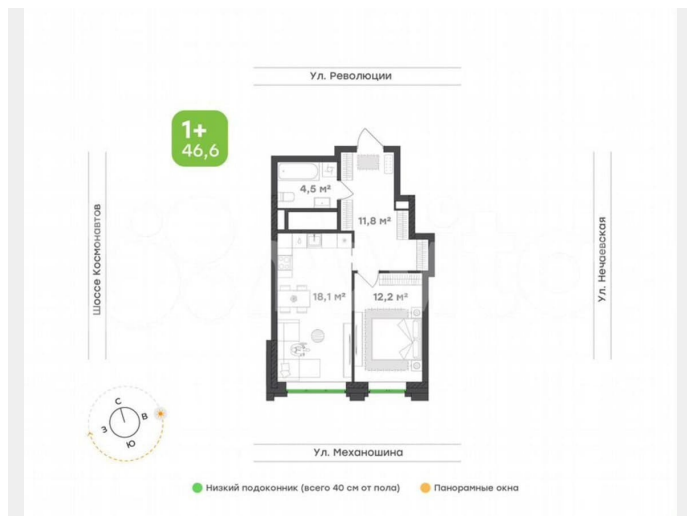 Ул. Революции
1+
46,6
4,5 м²
11,8 м²
Шоссе Космонавтов
Ул. Нечаевская
18,1 м²
12,2 м²
С
В
З
Ю
Ул. Механошина
Низкий подоконник (всего 40 см от пола)
Панорамные окна